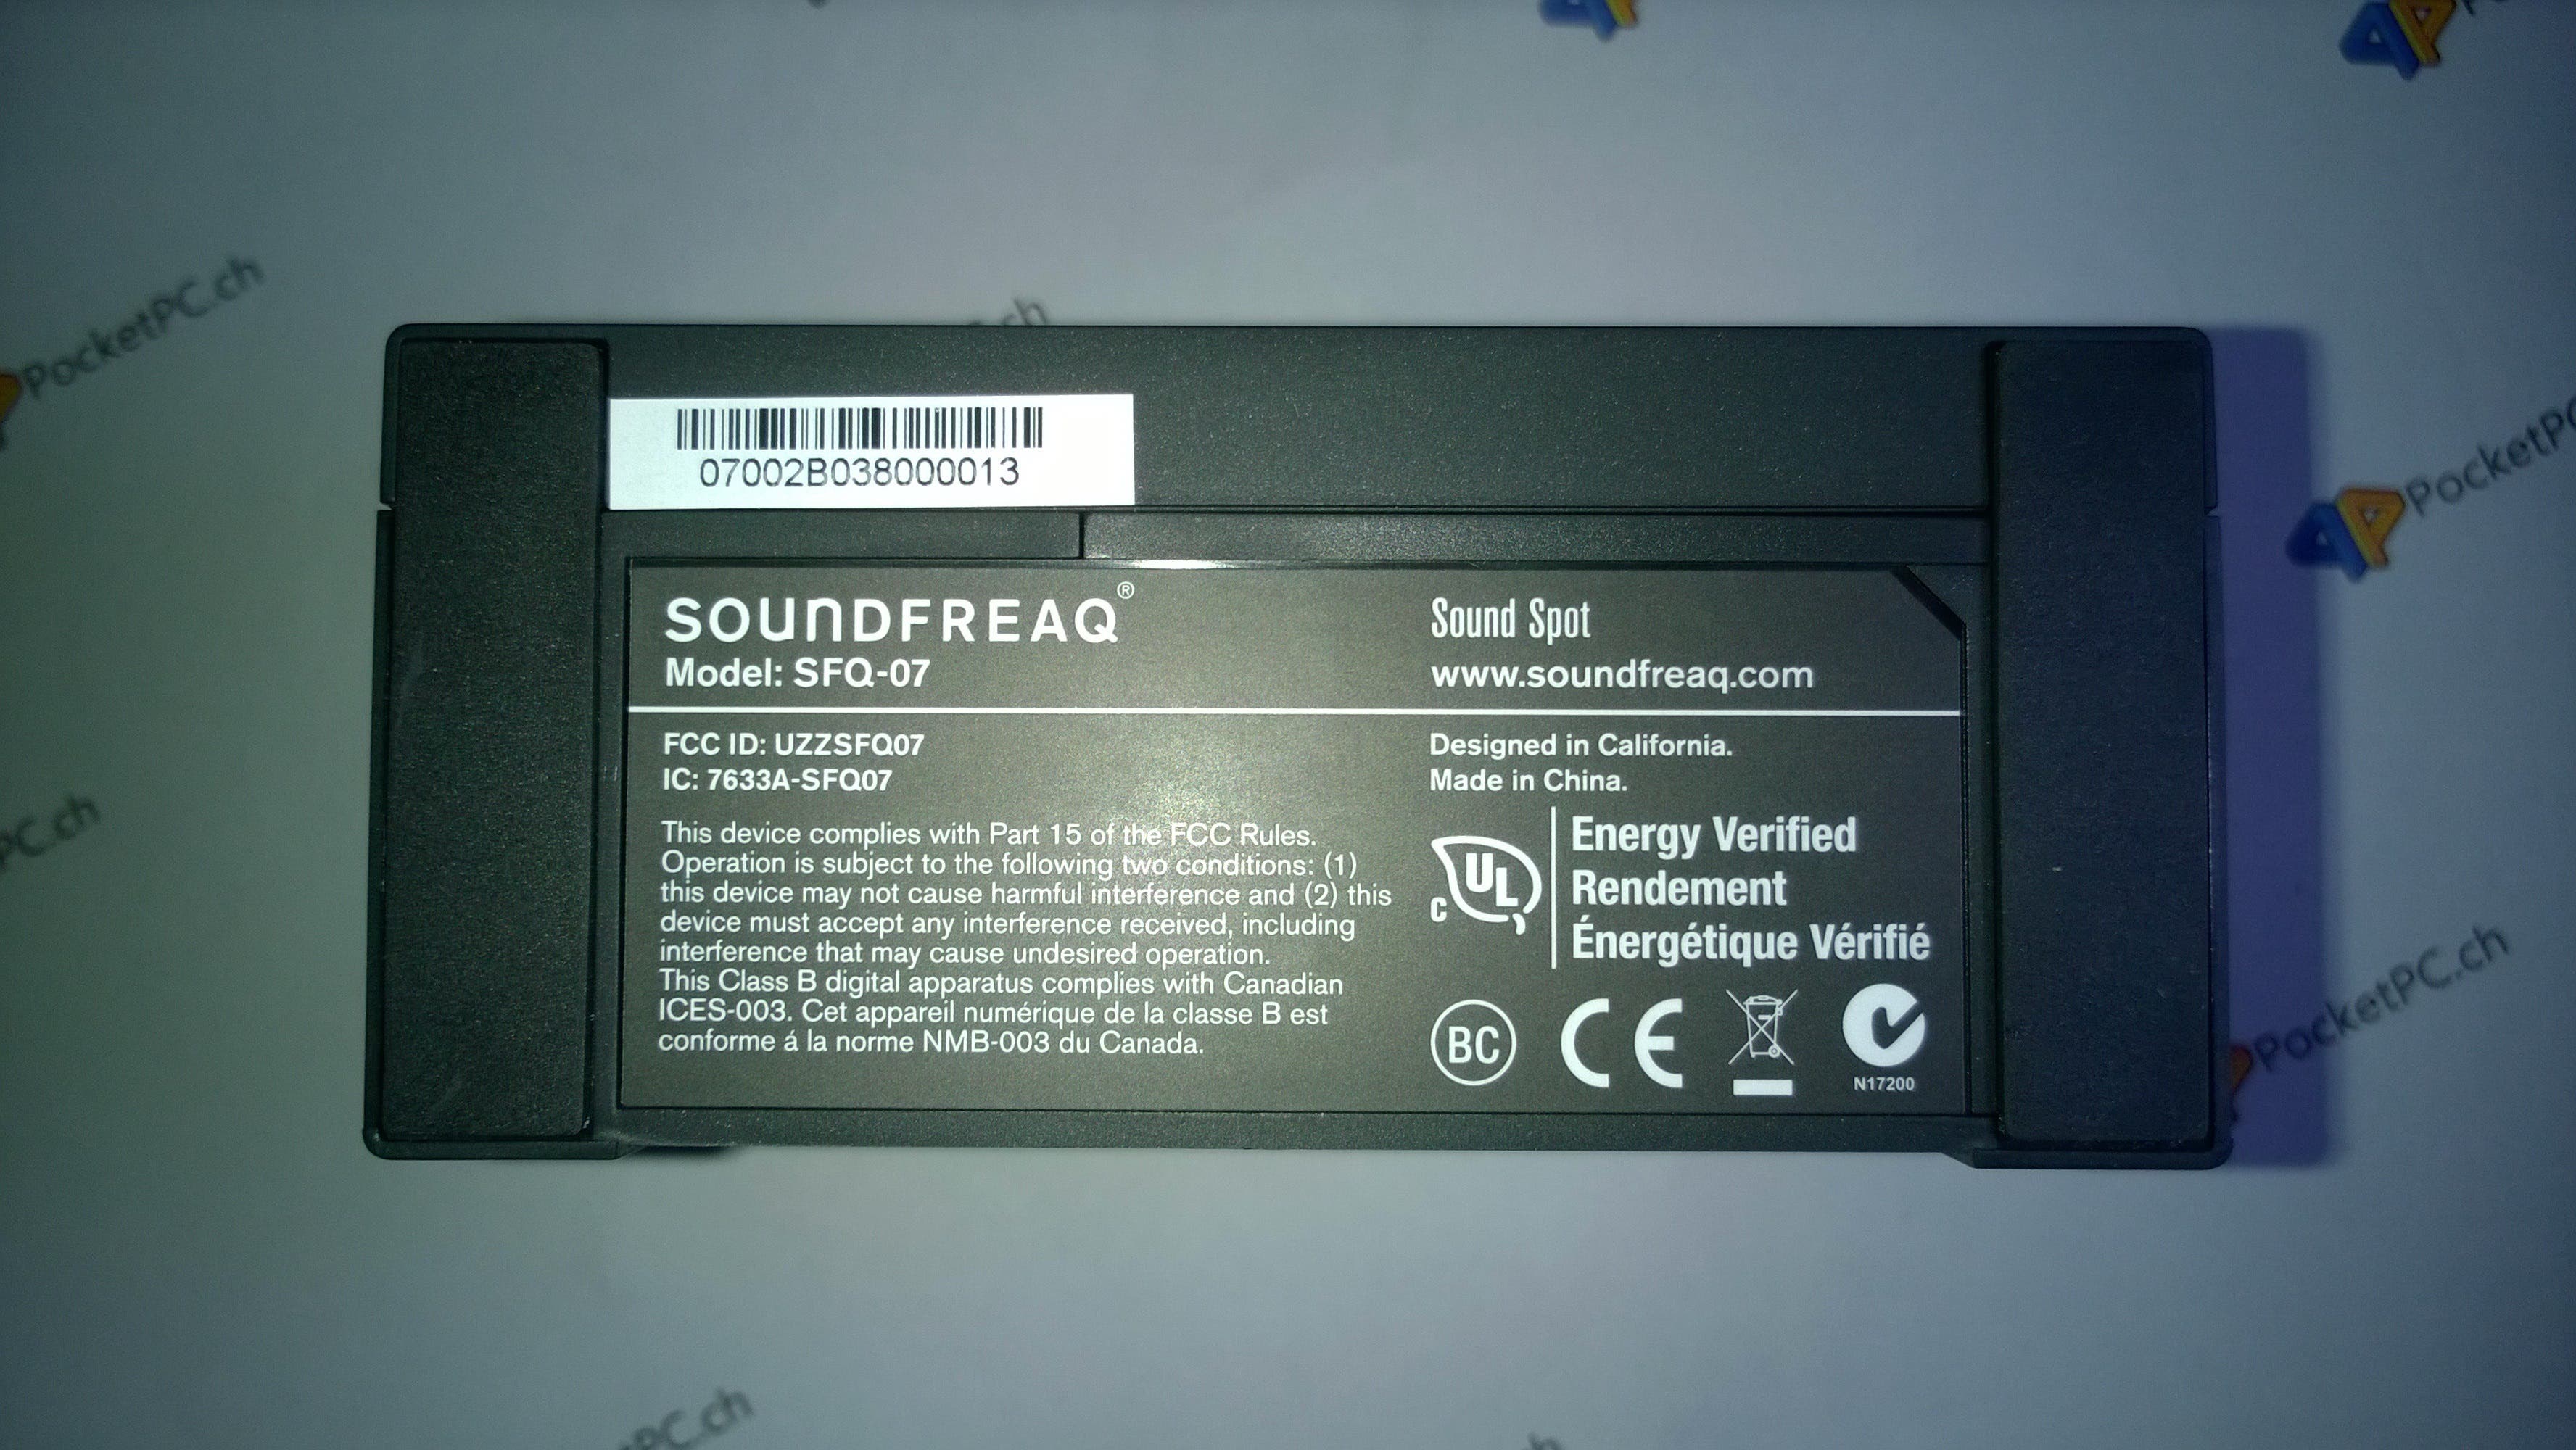 PocketPC.ch
PocketPC.ch
ch
07002B038000013
SOUNDFREAQ®
Model: SFQ-07
Sound Spot
www.soundfreaq.com
FCC ID: UZZSFQ07
IC: 7633A-SFQ07
This device complies with Part 15 of the FCC Rules.
Operation is subject to the following two conditions: (1)
this device may not cause harmful interference and (2) this
device must accept any interference received, including
interference that may cause undesired operation.
This Class B digital apparatus complies with Canadian
ICES-003. Cet appareil numérique de la classe B est
conforme á la norme NMB-003 du Canada.
Designed in California.
Made in China.
C UL
Energy Verified
Rendement
Énergétique Vérifié
BC
CE
N17200
PC.ch
PocketPC.ch
PC.ch